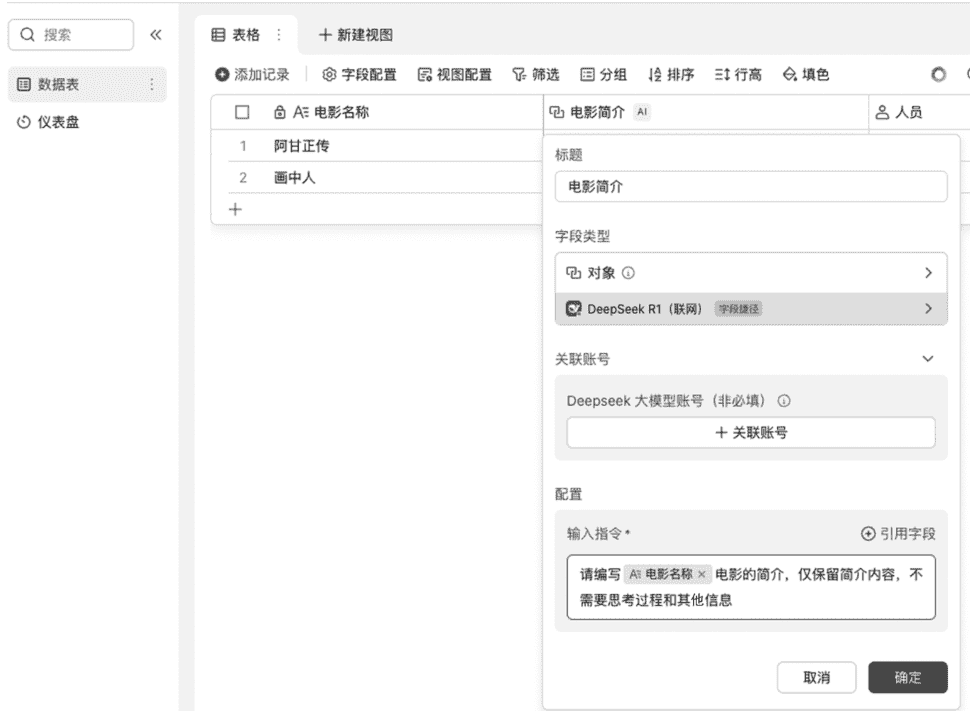 搜索
表格
新建视图
数据表
添加记录 字段配置 视图配置 筛选 分组 排序 行高 填色
仪表盘
电影名称 电影简介 AI 人员
1 阿甘正传
2 画中人
标题
电影简介
字段类型
对象
DeepSeek R1（联网） 字段捷径
关联账号
Deepseek 大模型账号（非必填）
+ 关联账号
配置
输入指令* 引用字段
请编写 电影名称 × 电影的简介，仅保留简介内容，不
需要思考过程和其他信息
取消 确定